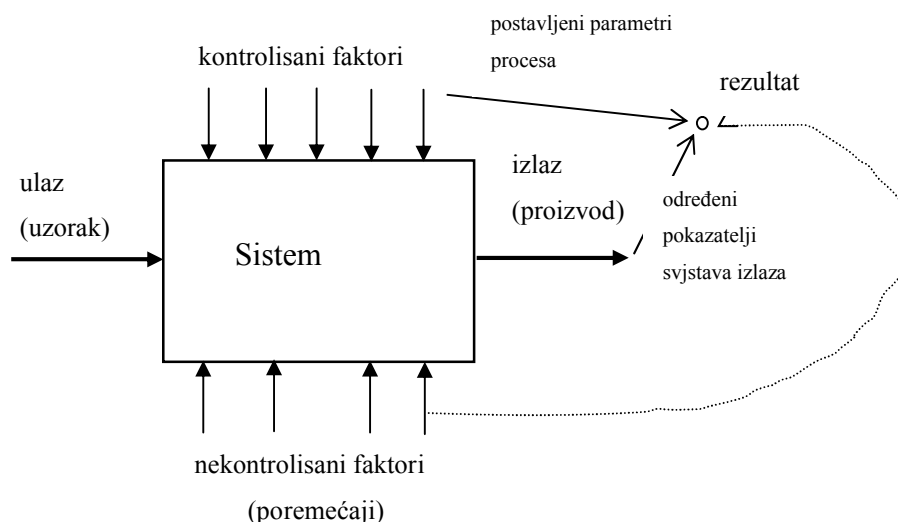 postavljeni parametri
procesa
kontrolisani faktori
rezultat
ulaz
(uzorak)
izlaz
(proizvod)
Sistem
određeni
pokazatelji
svjstava izlaza
nekontrolisani faktori
(poremećaji)